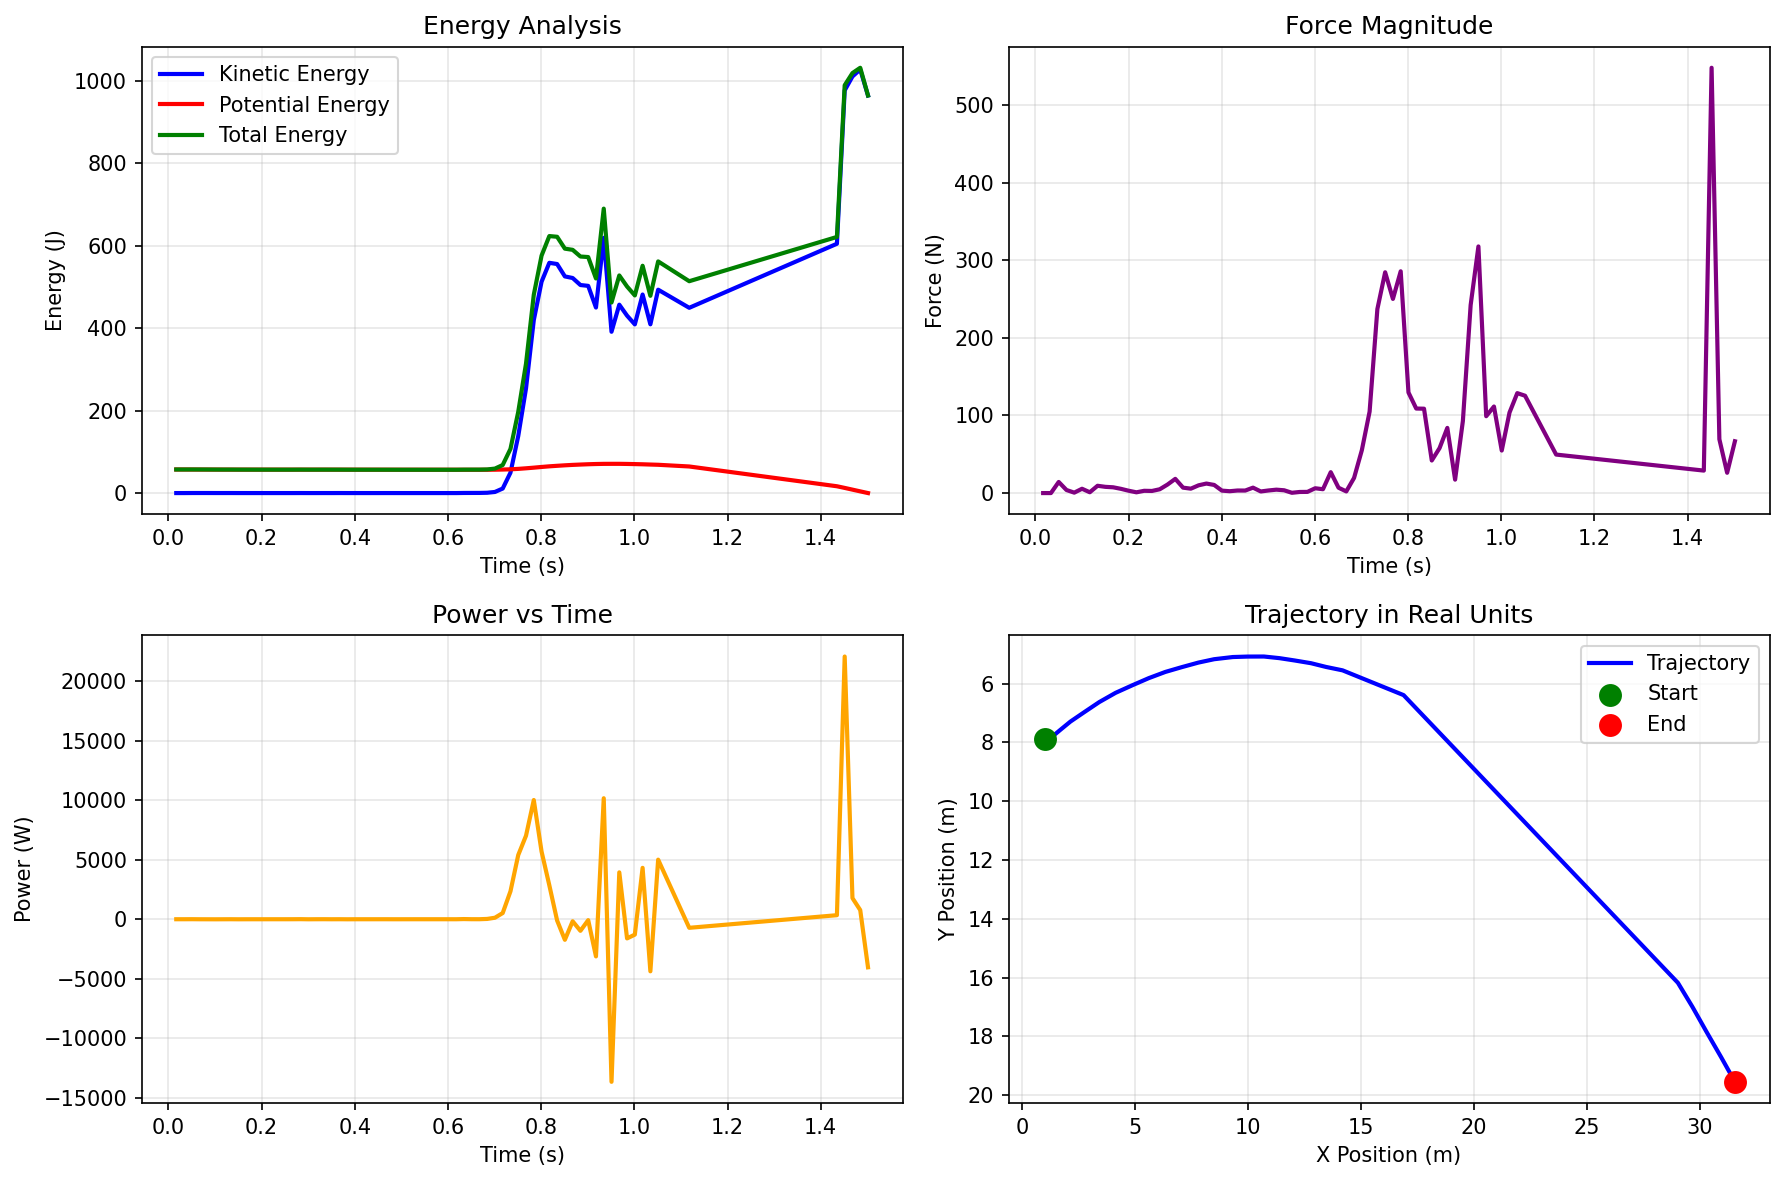 Energy Analysis
Kinetic Energy
Potential Energy
Total Energy
1000
800
600
400
200
0
Energy (J)
0.0 0.2 0.4 0.6 0.8 1.0 1.2 1.4
Time (s)
Force Magnitude
500
400
300
200
100
0
Force (N)
0.0 0.2 0.4 0.6 0.8 1.0 1.2 1.4
Time (s)
Power vs Time
20000
15000
10000
5000
0
−5000
−10000
−15000
Power (W)
0.0 0.2 0.4 0.6 0.8 1.0 1.2 1.4
Time (s)
Trajectory in Real Units
Trajectory
Start
End
6
8
10
12
14
16
18
20
Y Position (m)
0 5 10 15 20 25 30
X Position (m)